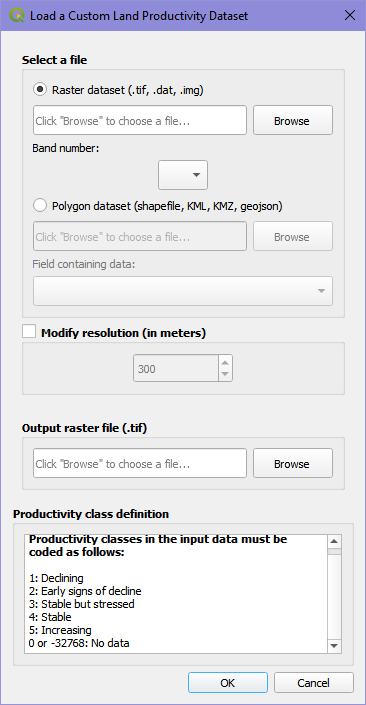 Load a Custom Land Productivity Dataset
Select a file
Raster dataset (.tif, .dat, .img)
Click "Browse" to choose a file...
Browse
Band number:
Polygon dataset (shapefile, KML, KMZ, geojson)
Click "Browse" to choose a file...
Browse
Field containing data:
Modify resolution (in meters)
300
Output raster file (.tif)
Click "Browse" to choose a file...
Browse
Productivity class definition
Productivity classes in the input data must be
coded as follows:
1: Declining
2: Early signs of decline
3: Stable but stressed
4: Stable
5: Increasing
0 or -32768: No data
OK
Cancel